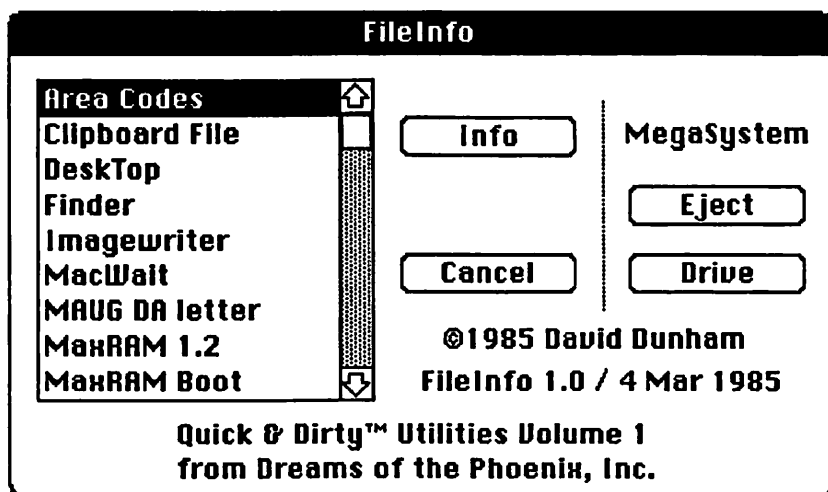 FileInfo
Area Codes
Clipboard File
DeskTop
Finder
Imagewriter
MacWait
MAUG DA letter
MaxRAM 1.2
MaxRAM Boot
Info
Cancel
MegaSystem
Eject
Drive
©1985 David Dunham
FileInfo 1.0 / 4 Mar 1985
Quick & Dirty™ Utilities Volume 1
from Dreams of the Phoenix, Inc.